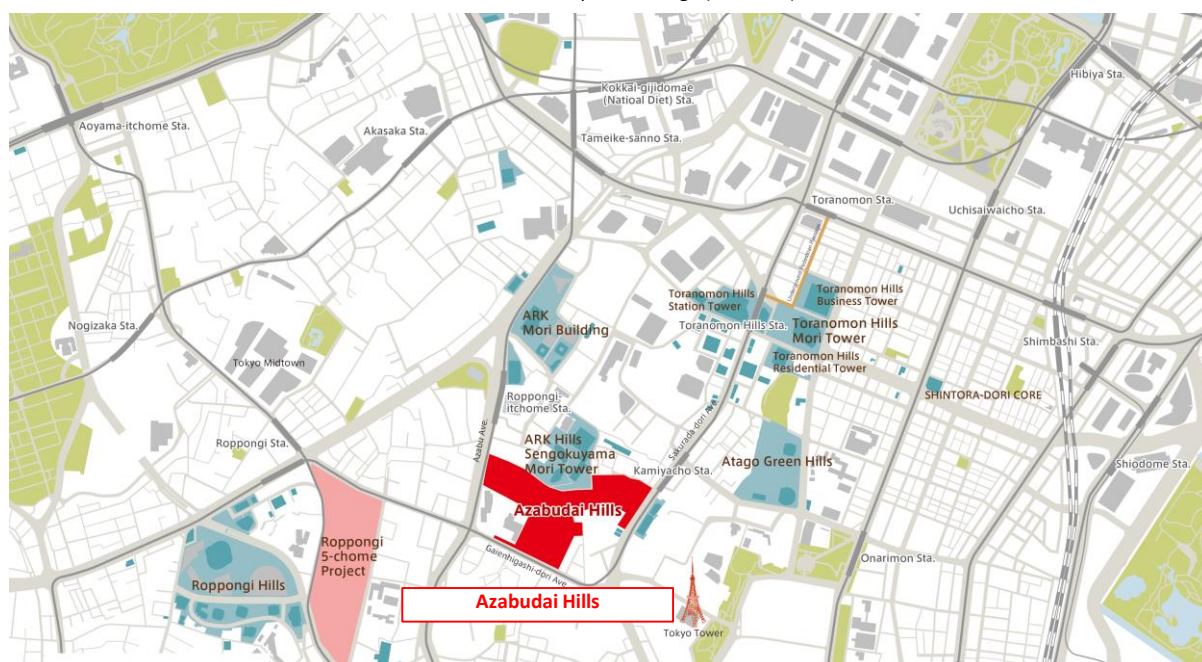 Hibiya Sta.
Kokkai-gijidomae
(Natioal Diet) Sta.
Aoyama-itchome Sta.
Akasaka Sta.
Tameike-sanno Sta.
Toranomon Sta.
Uchisaiwaicho Sta.
Underground Pedestrian Passage
Toranomon Hills
Station Tower
Toranomon Hills
Business Tower
ARK
Mori Building
Toranomon Hills Sta.
Toranomon Hills
Mori Tower
Nogizaka Sta.
Shimbashi Sta.
Tokyo Midtown
Toranomon Hills
Residential Tower
SHINTORA-DORI CORE
Roppongi-
itchome Sta.
Sakurada-dori Ave.
Azabu Ave.
Roppongi Sta.
ARK Hills
Sengokuyama
Mori Tower
Kamiyacho Sta.
Atago Green Hills
Shiodome Sta.
Azabudai Hills
Roppongi
5-chome
Project
Gaienhigashi-dori Ave.
Onarimon Sta.
Roppongi Hills
Azabudai Hills
Tokyo Tower